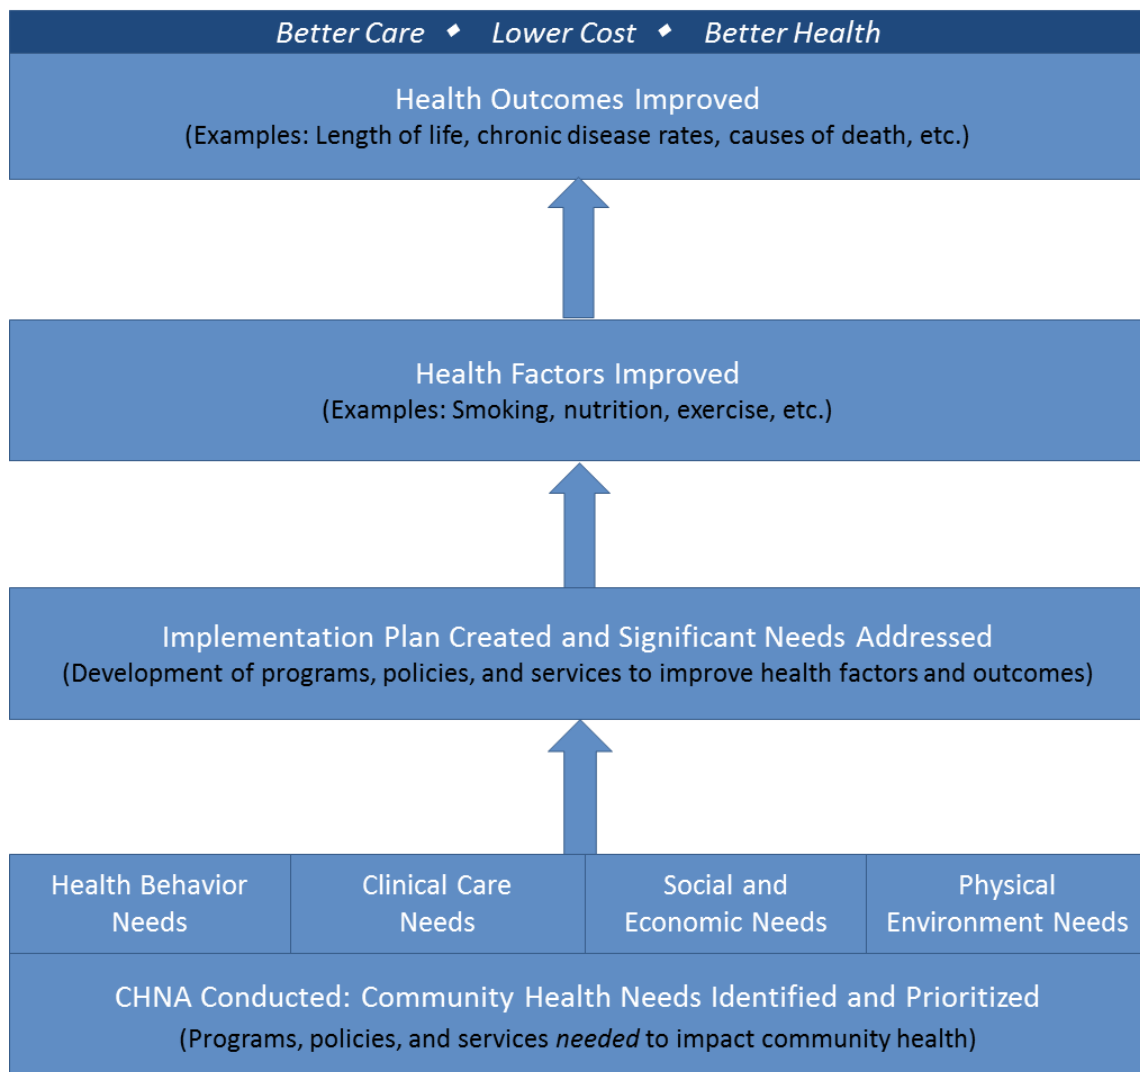 Better Care ◆ Lower Cost ◆ Better Health
Health Outcomes Improved
(Examples: Length of life, chronic disease rates, causes of death, etc.)
Health Factors Improved
(Examples: Smoking, nutrition, exercise, etc.)
Implementation Plan Created and Significant Needs Addressed
(Development of programs, policies, and services to improve health factors and outcomes)
Health Behavior
Needs
Clinical Care
Needs
Social and
Economic Needs
Physical
Environment Needs
CHNA Conducted: Community Health Needs Identified and Prioritized
(Programs, policies, and services needed to impact community health)